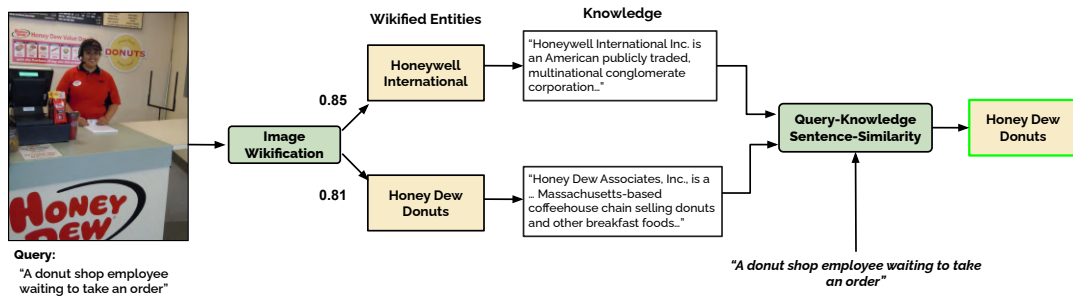 Wikified Entities
Knowledge
Honey Dew Value
DONUTS
Honeywell
International
“Honeywell International Inc. is
an American publicly traded,
multinational conglomerate
corporation…”
0.85
Image
Wikification
Query-Knowledge
Sentence-Similarity
Honey Dew
Donuts
0.81
Honey Dew
Donuts
“Honey Dew Associates, Inc., is a
… Massachusetts-based
coffeehouse chain selling donuts
and other breakfast foods…”
HONEY
DEW
Query:
“A donut shop employee
waiting to take an order”
“A donut shop employee waiting to take
an order”